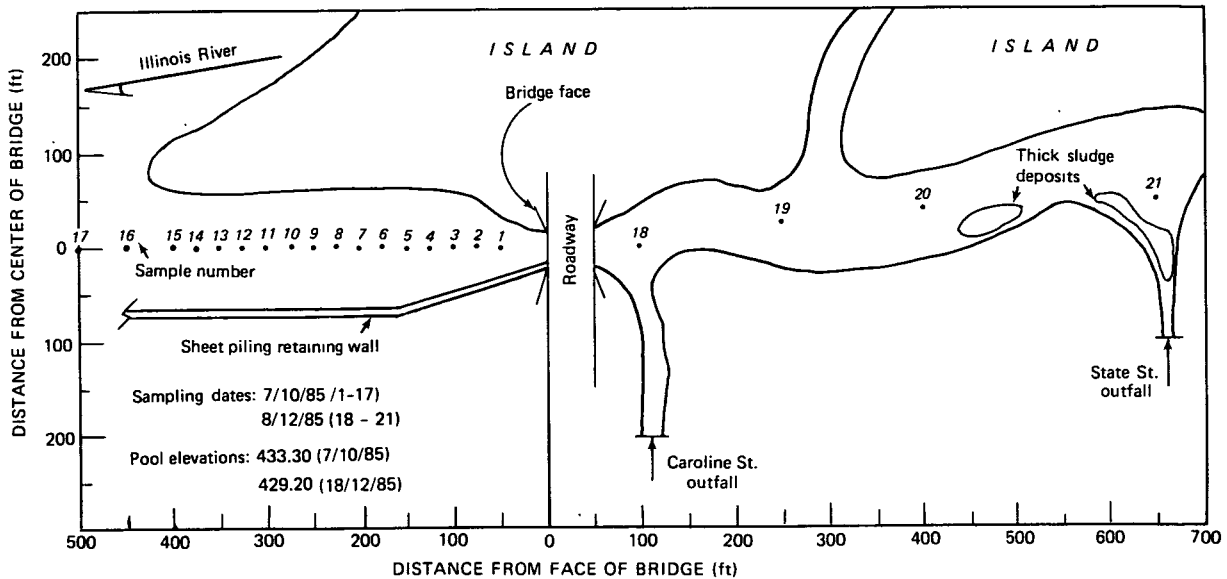 ISLAND
ISLAND
Illinois River
Bridge face
Thick sludge
deposits
200
100
0
100
200
DISTANCE FROM CENTER OF BRIDGE (ft)
17 16 15 14 13 12 11 10 9 8 7 6 5 4 3 2 1
18
19
20
21
Sample number
Roadway
Sheet piling retaining wall
Sampling dates: 7/10/85 /1-17)
8/12/85 (18 - 21)
Pool elevations: 433.30 (7/10/85)
429.20 (18/12/85)
Caroline St.
outfall
State St.
outfall
500 400 300 200 100 0 100 200 300 400 500 600 700
DISTANCE FROM FACE OF BRIDGE (ft)